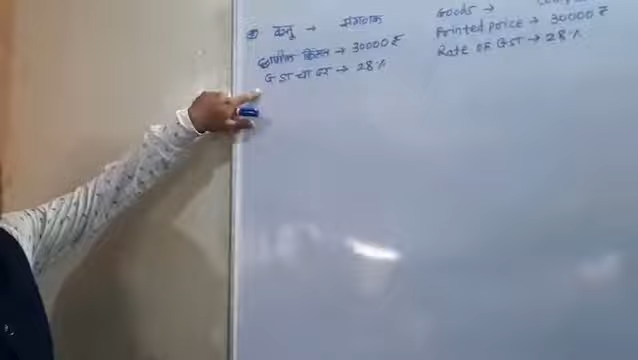 वस्तु → संगणक
छापील किंमत → 30000 ₹
GST चा दर → 28 %
Goods →
Printed price → 30000 ₹
Rate OF GST → 28 %